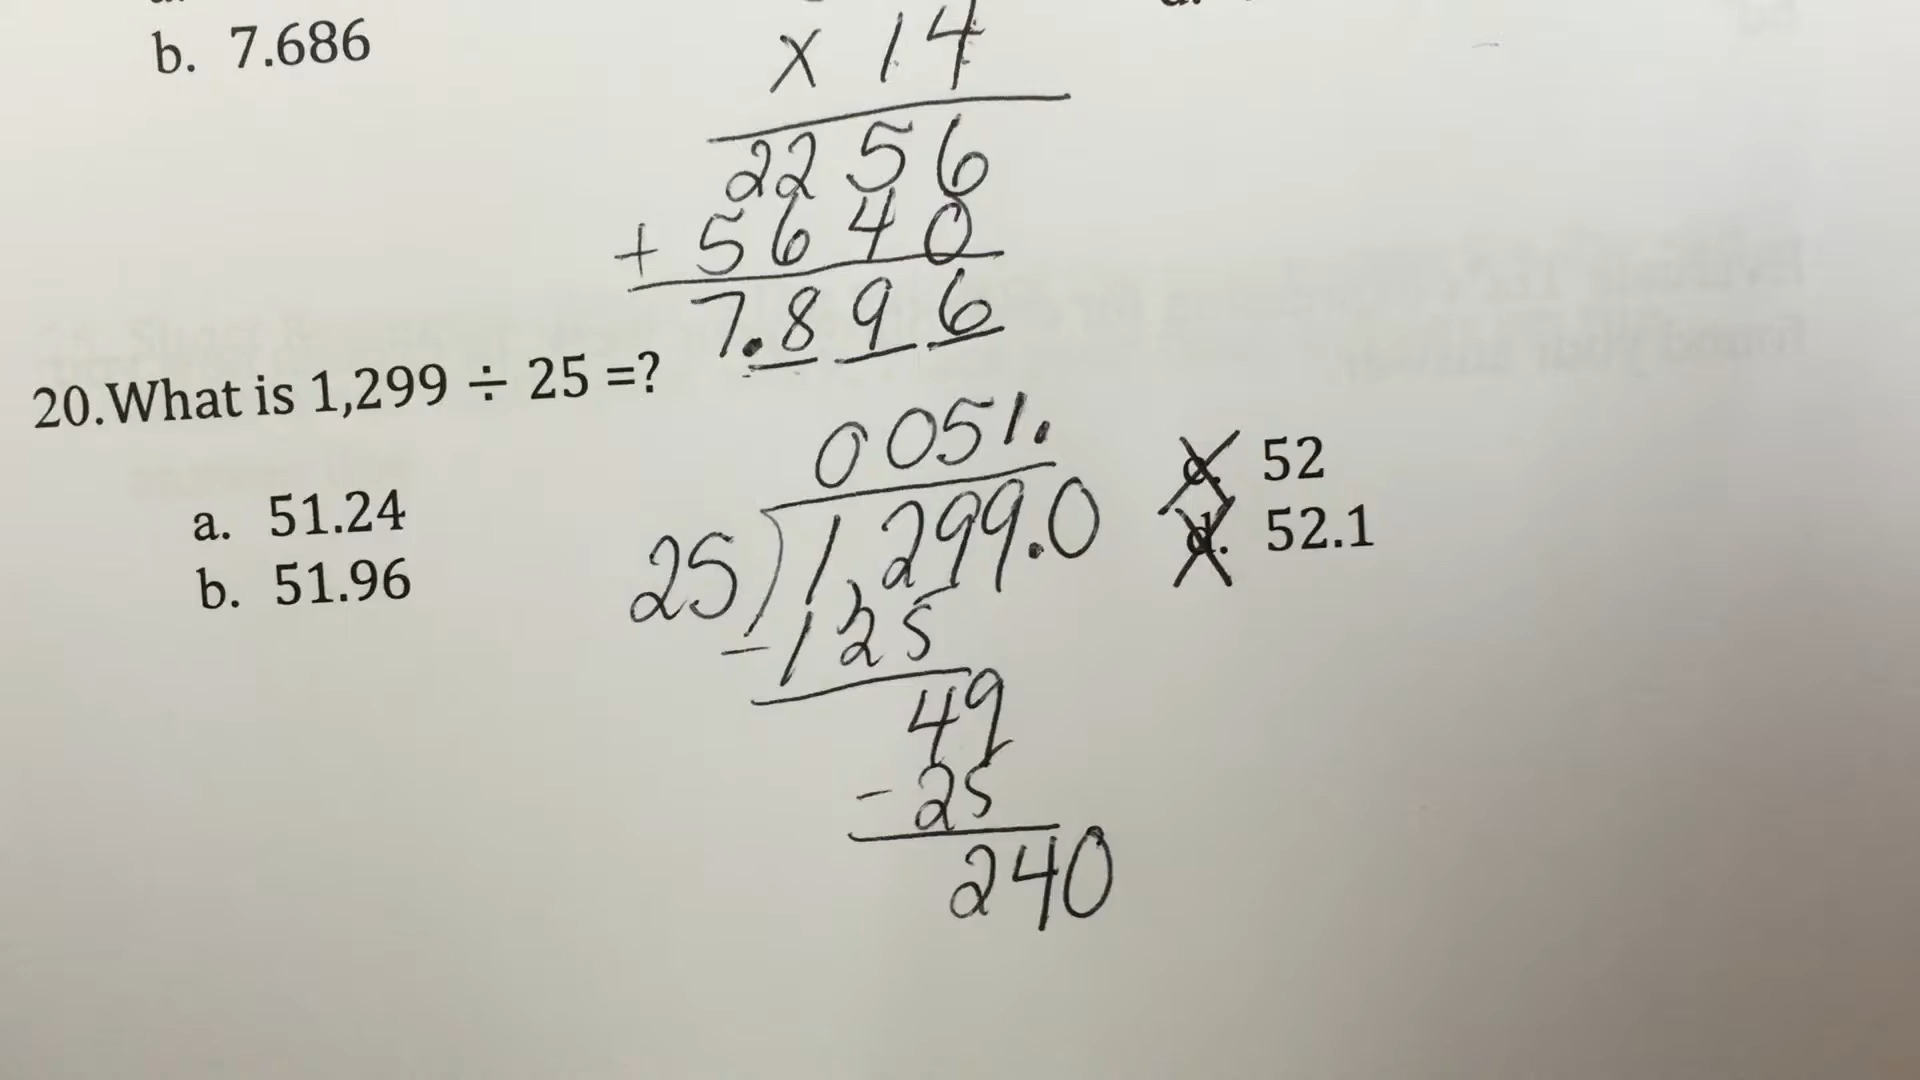 b. 7.686
x 14
2256
+ 5640
7.896
20.What is 1,299 ÷ 25 =?
a. 51.24
b. 51.96
0051.
25)1,299.0
-125
49
-25
240
c. 52
d. 52.1